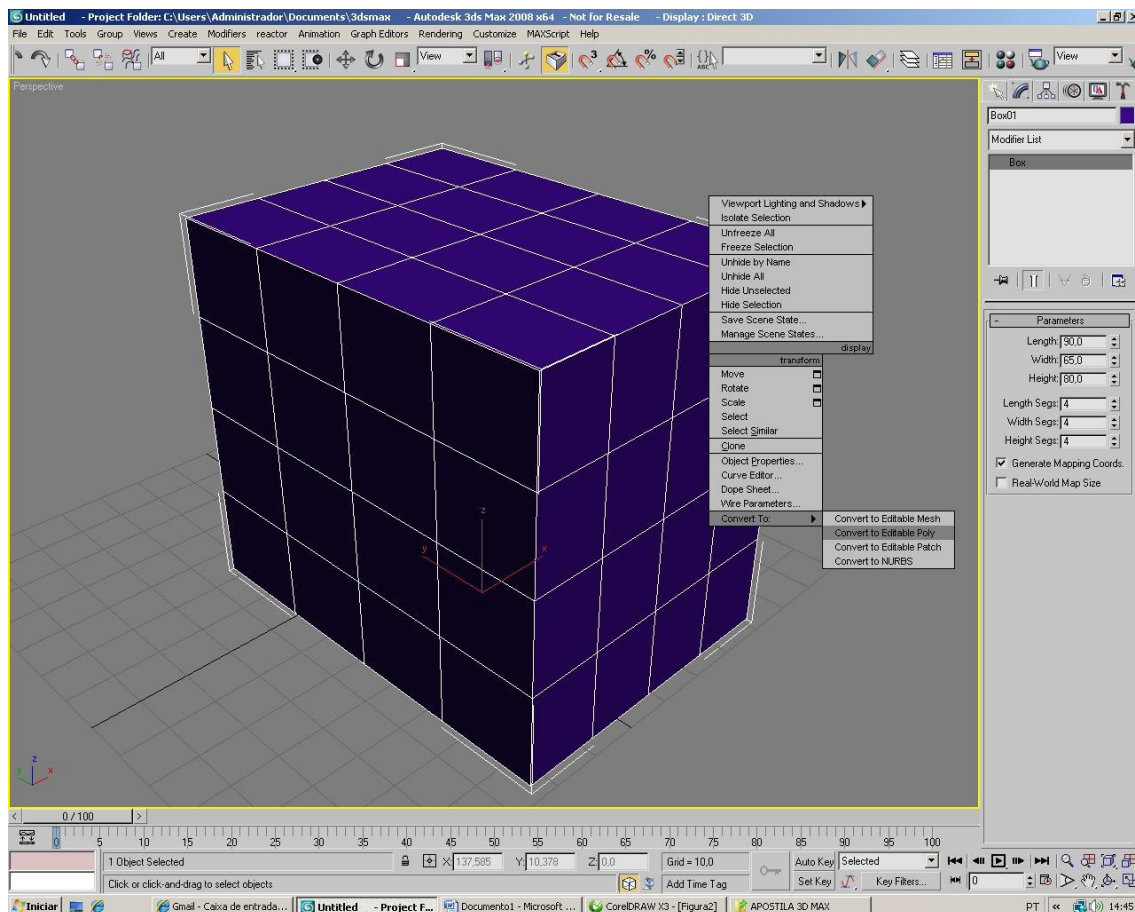 Untitled - Project Folder: C:\Users\Administrador\Documents\3dsmax - Autodesk 3ds Max 2008 x64 - Not for Resale - Display : Direct 3D
File Edit Tools Group Views Create Modifiers reactor Animation Graph Editors Rendering Customize MAXScript Help
All View View
Perspective
Box01
Modifier List
Box
Viewport Lighting and Shadows
Isolate Selection
Unfreeze All
Freeze Selection
Unhide by Name
Unhide All
Hide Unselected
Hide Selection
Save Scene State...
Manage Scene States...
display
transform
Move
Rotate
Scale
Select
Select Similar
Clone
Object Properties...
Curve Editor...
Dope Sheet...
Wire Parameters...
Convert To:
Convert to Editable Mesh
Convert to Editable Poly
Convert to Editable Patch
Convert to NURBS
- Parameters
Length: 90,0
Width: 65,0
Height: 80,0
Length Segs: 4
Width Segs: 4
Height Segs: 4
Generate Mapping Coords.
Real-World Map Size
z
y x
z
y x
< 0 / 100 >
0 5 10 15 20 25 30 35 40 45 50 55 60 65 70 75 80 85 90 95 100
1 Object Selected X: 137,585 Y: 10,378 Z: 0,0 Grid = 10,0 Auto Key Selected
Click or click-and-drag to select objects Add Time Tag Set Key Key Filters... 0
Iniciar Gmail - Caixa de entrada... Untitled - Project F... Documento1 - Microsoft ... CorelDRAW X3 - [Figura2] APOSTILA 3D MAX PT « 14:45